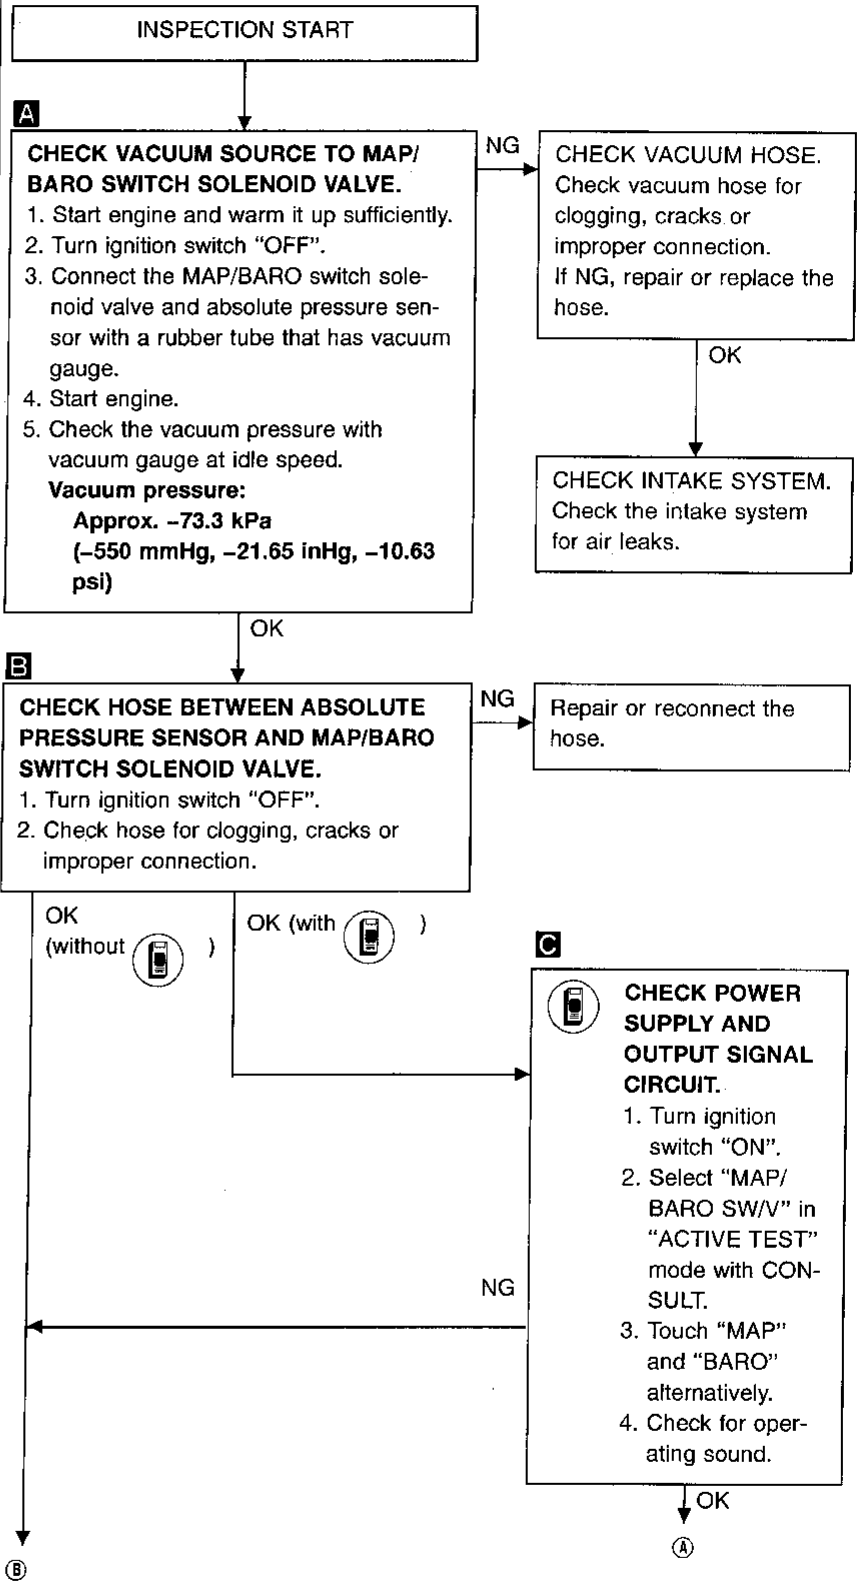 INSPECTION START
A
CHECK VACUUM SOURCE TO MAP/
BARO SWITCH SOLENOID VALVE.
1. Start engine and warm it up sufficiently.
2. Turn ignition switch “OFF”.
3. Connect the MAP/BARO switch sole-
noid valve and absolute pressure sen-
sor with a rubber tube that has vacuum
gauge.
4. Start engine.
5. Check the vacuum pressure with
vacuum gauge at idle speed.
Vacuum pressure:
Approx. –73.3 kPa
(–550 mmHg, –21.65 inHg, –10.63
psi)
NG
CHECK VACUUM HOSE.
Check vacuum hose for
clogging, cracks or
improper connection.
If NG, repair or replace the
hose.
OK
CHECK INTAKE SYSTEM.
Check the intake system
for air leaks.
OK
B
CHECK HOSE BETWEEN ABSOLUTE
PRESSURE SENSOR AND MAP/BARO
SWITCH SOLENOID VALVE.
1. Turn ignition switch “OFF”.
2. Check hose for clogging, cracks or
improper connection.
NG
Repair or reconnect the
hose.
OK
(without )
OK (with )
C
CHECK POWER
SUPPLY AND
OUTPUT SIGNAL
CIRCUIT.
1. Turn ignition
switch “ON”.
2. Select “MAP/
BARO SW/V” in
“ACTIVE TEST”
mode with CON-
SULT.
3. Touch “MAP”
and “BARO”
alternatively.
4. Check for oper-
ating sound.
NG
OK
Ⓐ
Ⓑ